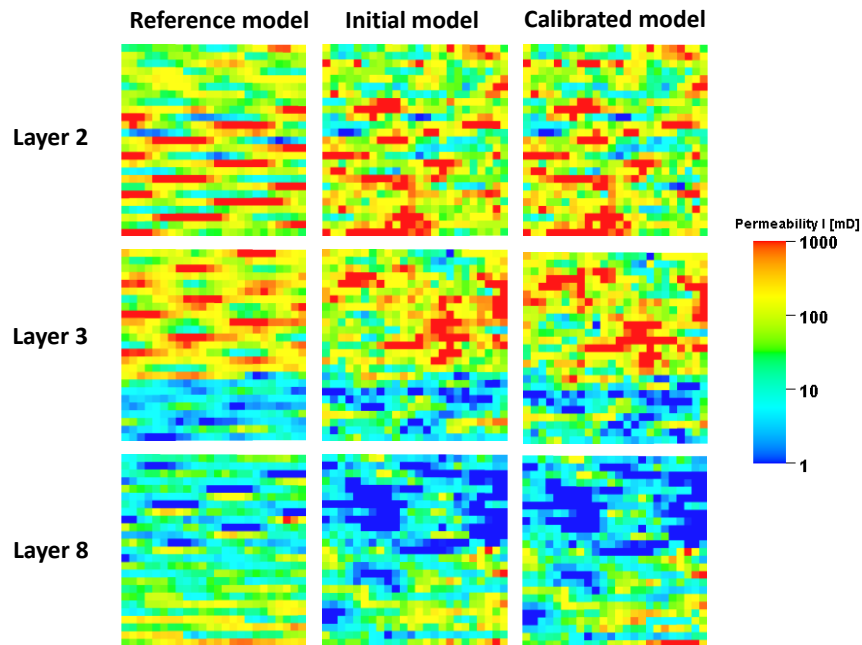 Reference model
Initial model
Calibrated model
Layer 2
Permeability I [mD]
1000
Layer 3
100
10
1
Layer 8